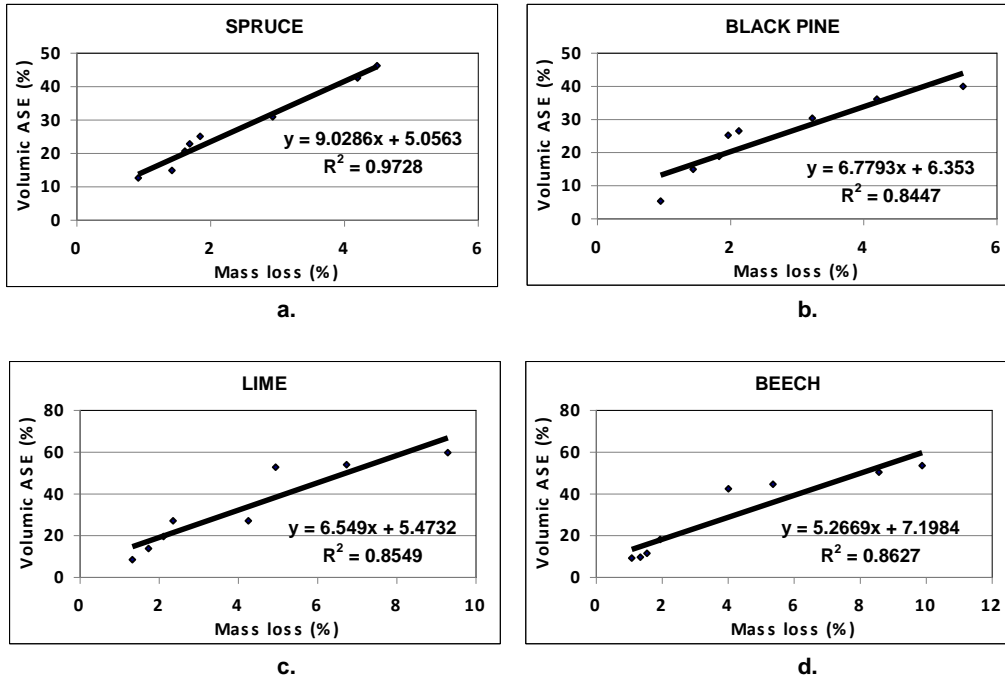 SPRUCE
Volumic ASE (%)
50
40
30
20
10
0
y = 9.0286x + 5.0563
R² = 0.9728
0 2 4 6
Mass loss (%)
a.
BLACK PINE
Volumic ASE (%)
50
40
30
20
10
0
y = 6.7793x + 6.353
R² = 0.8447
0 2 4 6
Mass loss (%)
b.
LIME
Volumic ASE (%)
80
60
40
20
0
y = 6.549x + 5.4732
R² = 0.8549
0 2 4 6 8 10
Mass loss (%)
c.
BEECH
Volumic ASE (%)
80
60
40
20
0
y = 5.2669x + 7.1984
R² = 0.8627
0 2 4 6 8 10 12
Mass loss (%)
d.